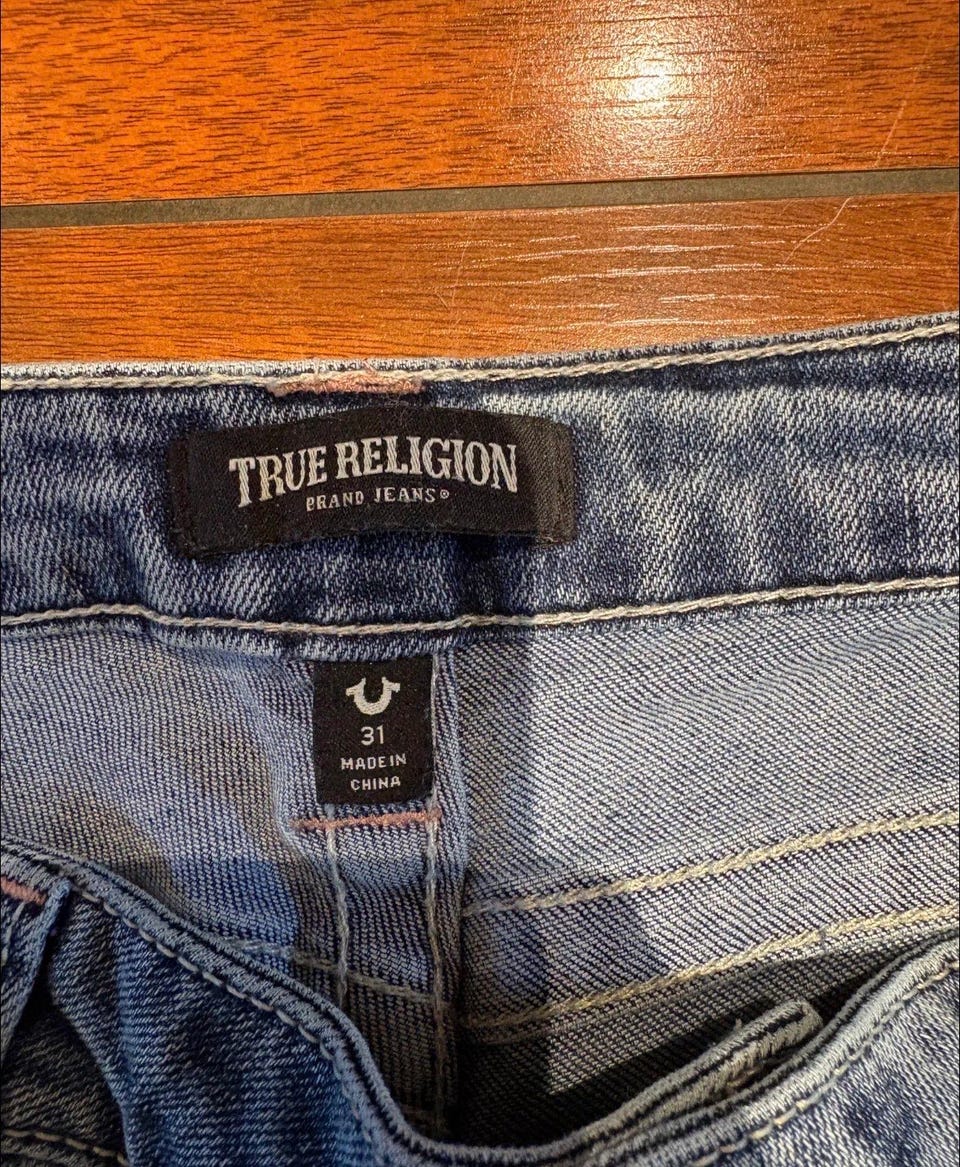 TRUE RELIGION
BRAND JEANS®
31
MADE IN
CHINA